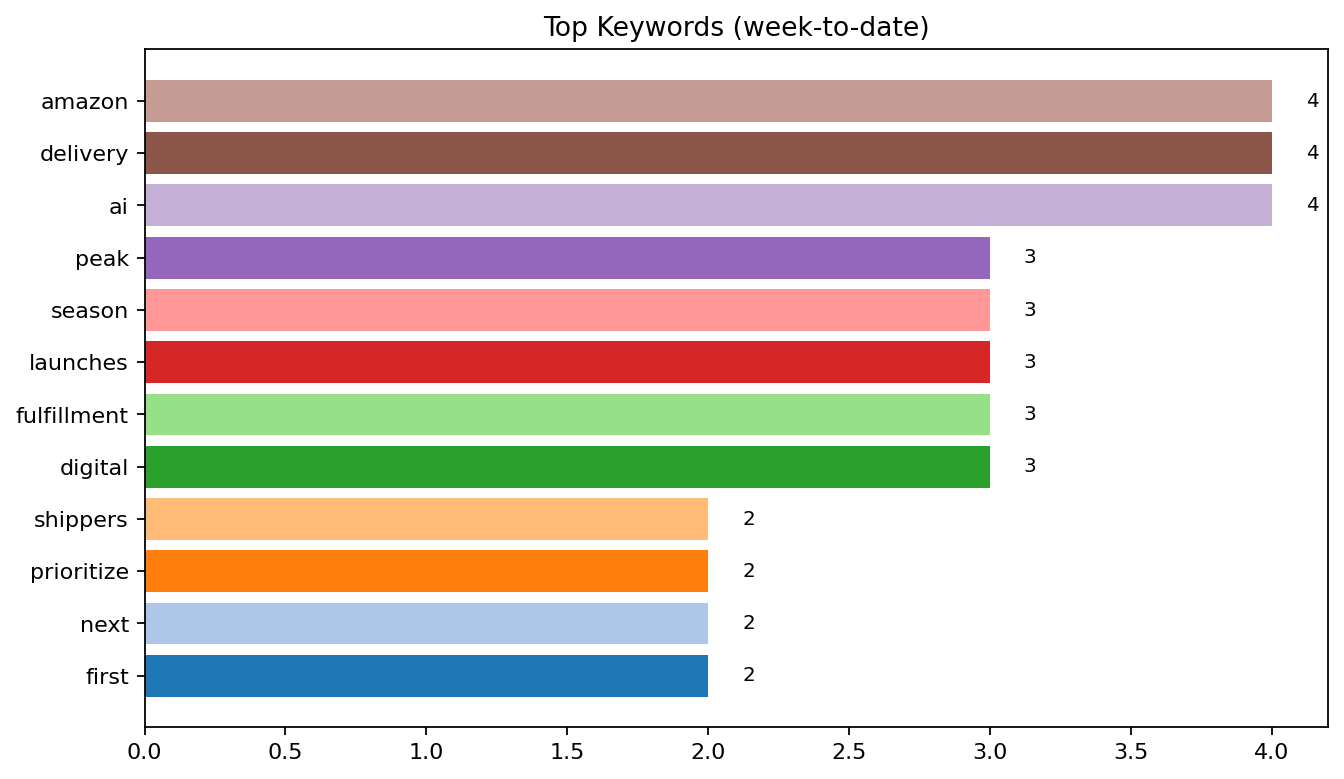 Top Keywords (week-to-date)
amazon 4
delivery 4
ai 4
peak 3
season 3
launches 3
fulfillment 3
digital 3
shippers 2
prioritize 2
next 2
first 2
0.0 0.5 1.0 1.5 2.0 2.5 3.0 3.5 4.0